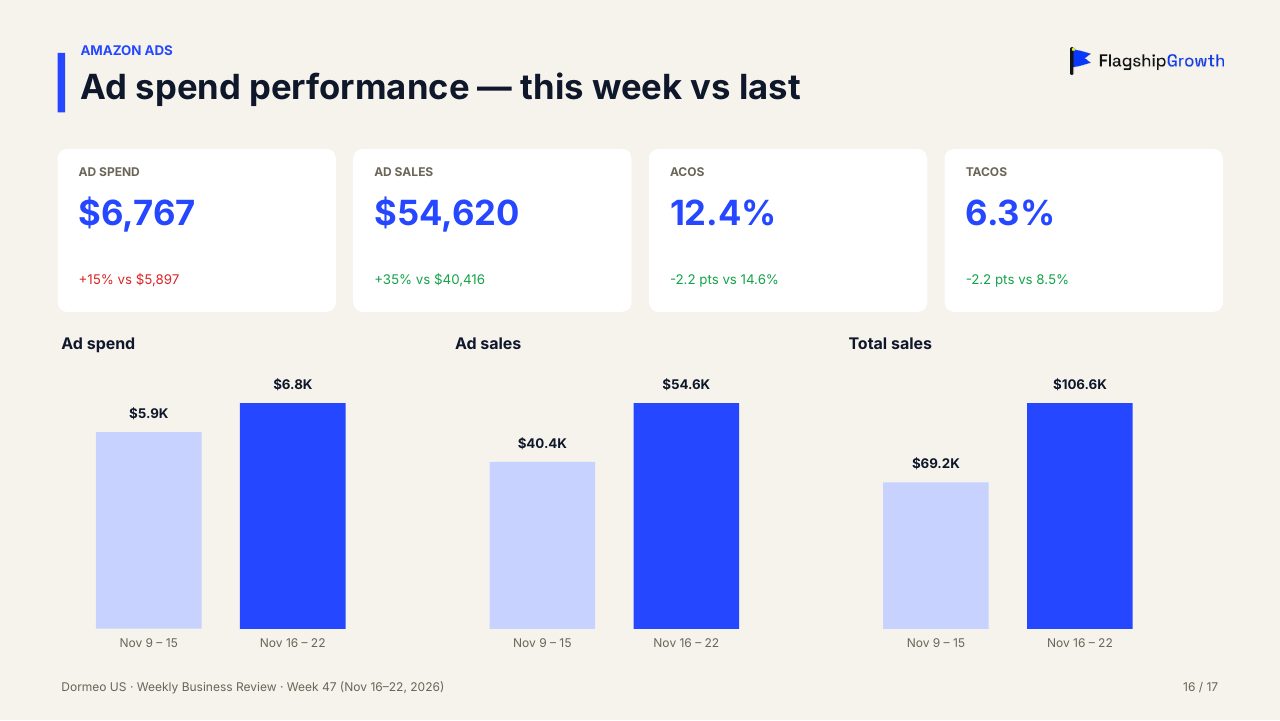 AMAZON ADS
Ad spend performance — this week vs last
FlagshipGrowth
AD SPEND
$6,767
+15% vs $5,897
AD SALES
$54,620
+35% vs $40,416
ACOS
12.4%
-2.2 pts vs 14.6%
TACOS
6.3%
-2.2 pts vs 8.5%
Ad spend
$5.9K
$6.8K
Nov 9 – 15
Nov 16 – 22
Ad sales
$40.4K
$54.6K
Nov 9 – 15
Nov 16 – 22
Total sales
$69.2K
$106.6K
Nov 9 – 15
Nov 16 – 22
Dormeo US · Weekly Business Review · Week 47 (Nov 16–22, 2026)
16 / 17